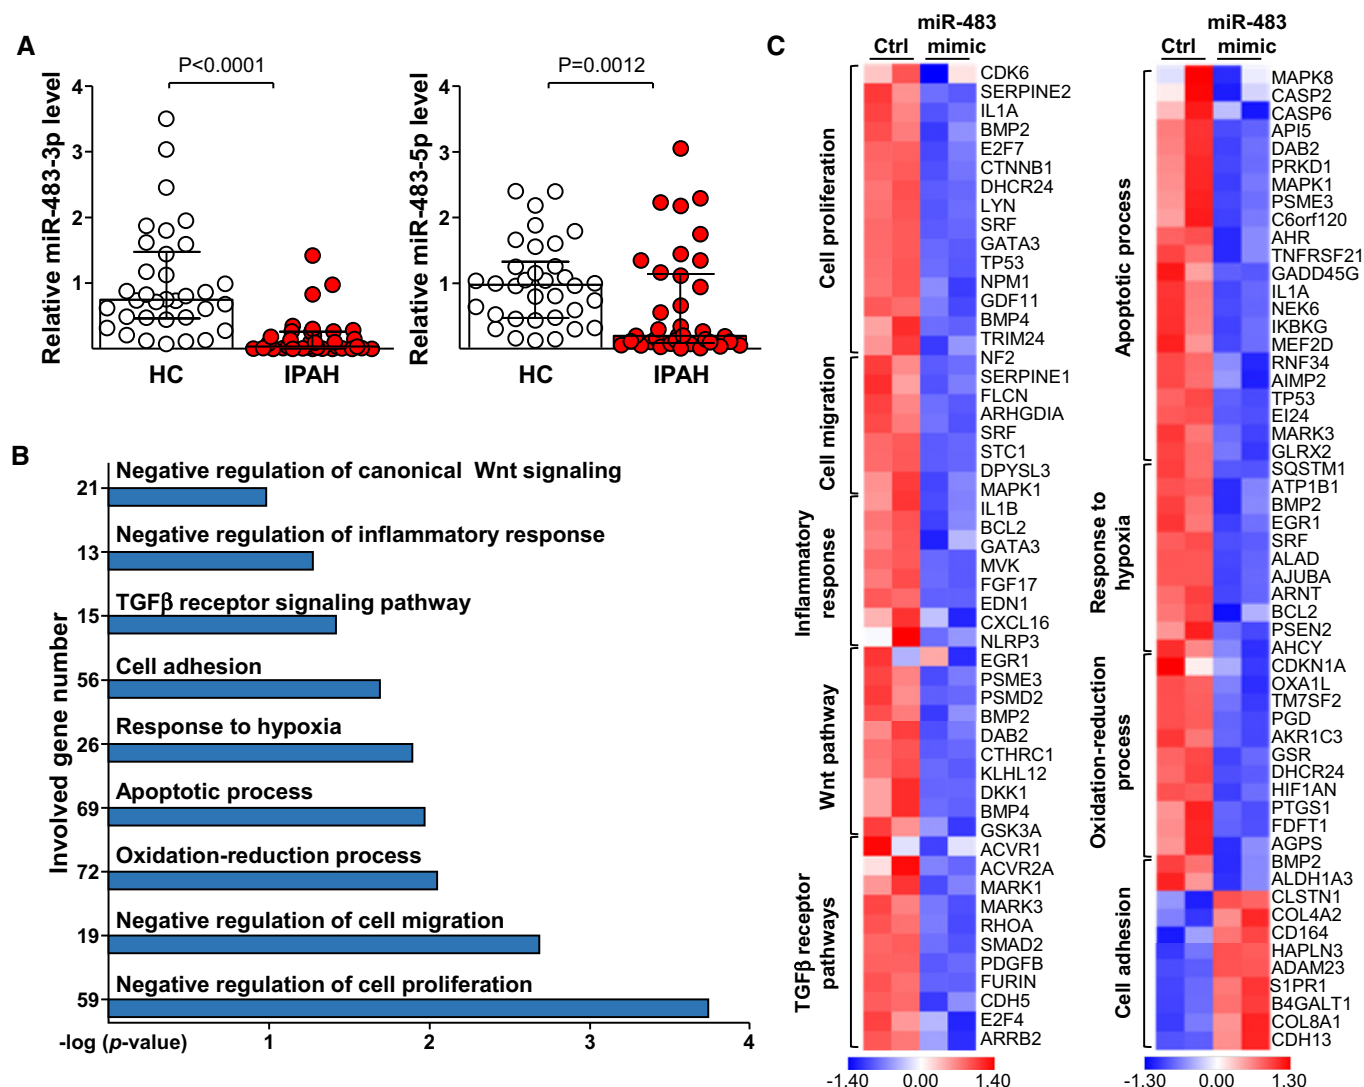 A
P<0.0001
Relative miR-483-3p level
4
3
2
1
HC
IPAH
P=0.0012
Relative miR-483-5p level
4
3
2
1
HC
IPAH
B
Involved gene number
Negative regulation of canonical Wnt signaling
21
Negative regulation of inflammatory response
13
TGFβ receptor signaling pathway
15
Cell adhesion
56
Response to hypoxia
26
Apoptotic process
69
Oxidation-reduction process
72
Negative regulation of cell migration
19
Negative regulation of cell proliferation
59
-log (p-value)
1
2
3
4
C
miR-483
Ctrl mimic
Cell proliferation
CDK6
SERPINE2
IL1A
BMP2
E2F7
CTNNB1
DHCR24
LYN
SRF
GATA3
TP53
NPM1
GDF11
BMP4
TRIM24
Cell migration
NF2
SERPINE1
FLCN
ARHGDIA
SRF
STC1
DPYSL3
MAPK1
Inflammatory
response
IL1B
BCL2
GATA3
MVK
FGF17
EDN1
CXCL16
NLRP3
Wnt pathway
EGR1
PSME3
PSMD2
BMP2
DAB2
CTHRC1
KLHL12
DKK1
BMP4
GSK3A
TGFβ receptor
pathways
ACVR1
ACVR2A
MARK1
MARK3
RHOA
SMAD2
PDGFB
FURIN
CDH5
E2F4
ARRB2
-1.40 0.00 1.40
miR-483
Ctrl mimic
Apoptotic process
MAPK8
CASP2
CASP6
API5
DAB2
PRKD1
MAPK1
PSME3
C6orf120
AHR
TNFRSF21
GADD45G
IL1A
NEK6
IKBKG
MEF2D
RNF34
AIMP2
TP53
EI24
MARK3
GLRX2
Response to
hypoxia
SQSTM1
ATP1B1
BMP2
EGR1
SRF
ALAD
AJUBA
ARNT
BCL2
PSEN2
AHCY
Oxidation-reduction
process
CDKN1A
OXA1L
TM7SF2
PGD
AKR1C3
GSR
DHCR24
HIF1AN
PTGS1
FDFT1
AGPS
Cell adhesion
BMP2
ALDH1A3
CLSTN1
COL4A2
CD164
HAPLN3
ADAM23
S1PR1
B4GALT1
COL8A1
CDH13
-1.30 0.00 1.30